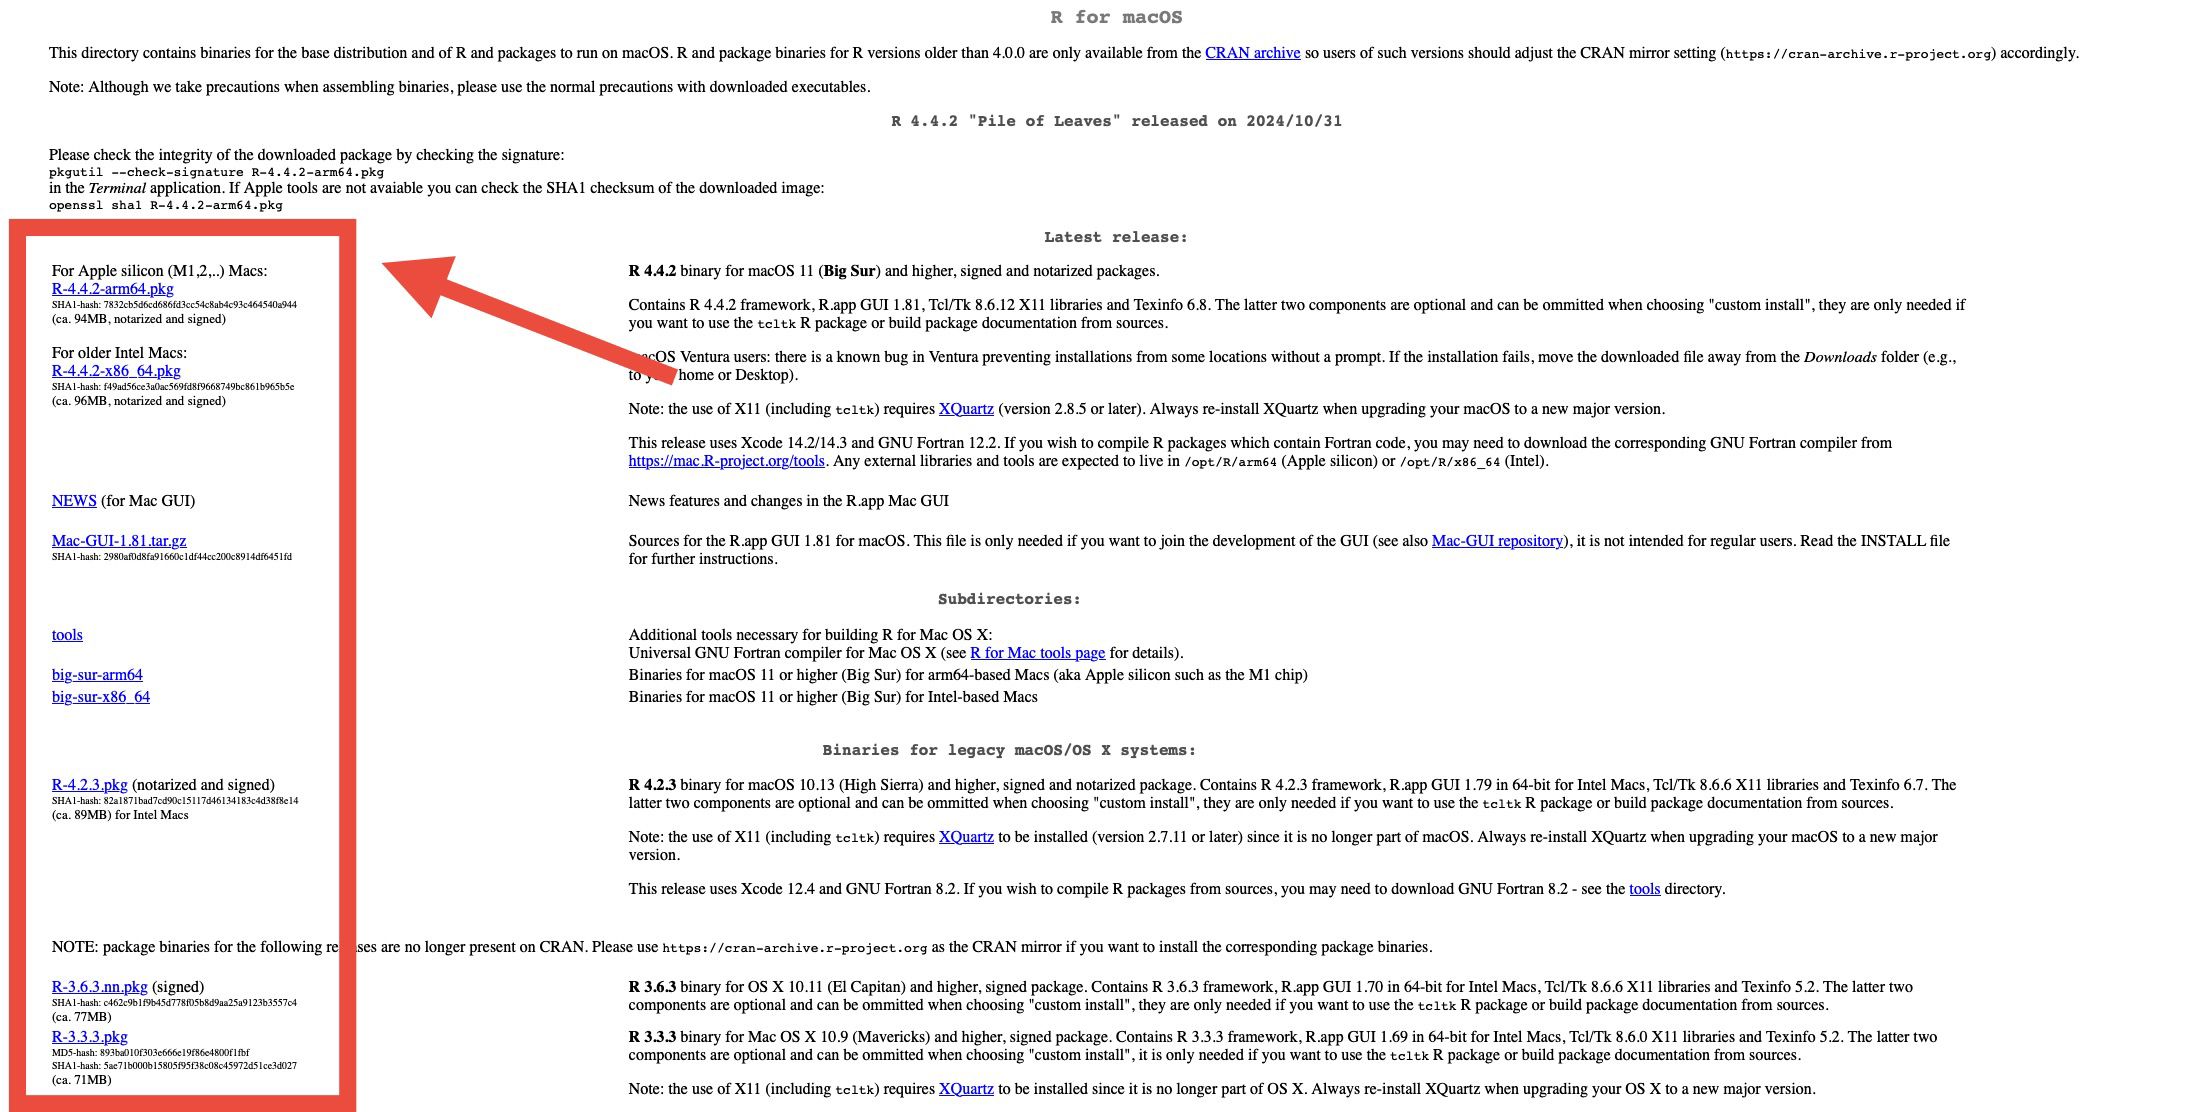 R for macOS
This directory contains binaries for the base distribution and of R and packages to run on macOS. R and package binaries for R versions older than 4.0.0 are only available from the CRAN archive so users of such versions should adjust the CRAN mirror setting (https://cran-archive.r-project.org) accordingly.
Note: Although we take precautions when assembling binaries, please use the normal precautions with downloaded executables.
R 4.4.2 "Pile of Leaves" released on 2024/10/31
Please check the integrity of the downloaded package by checking the signature:
pkgutil --check-signature R-4.4.2-arm64.pkg
in the Terminal application. If Apple tools are not avaiable you can check the SHA1 checksum of the downloaded image:
openssl sha1 R-4.4.2-arm64.pkg
Latest release:
For Apple silicon (M1,2,..) Macs:
R-4.4.2-arm64.pkg
SHA1-hash: 7832cb5d6cd686fd3cc54c8ab4c93c464540a944
(ca. 94MB, notarized and signed)
For older Intel Macs:
R-4.4.2-x86_64.pkg
SHA1-hash: f49ad56ce3a0ac569fd8f9668749bc861b965b5e
(ca. 96MB, notarized and signed)
R 4.4.2 binary for macOS 11 (Big Sur) and higher, signed and notarized packages.
Contains R 4.4.2 framework, R.app GUI 1.81, Tcl/Tk 8.6.12 X11 libraries and Texinfo 6.8. The latter two components are optional and can be ommitted when choosing "custom install", they are only needed if
you want to use the tcltk R package or build package documentation from sources.
macOS Ventura users: there is a known bug in Ventura preventing installations from some locations without a prompt. If the installation fails, move the downloaded file away from the Downloads folder (e.g.,
to your home or Desktop).
Note: the use of X11 (including tcltk) requires XQuartz (version 2.8.5 or later). Always re-install XQuartz when upgrading your macOS to a new major version.
This release uses Xcode 14.2/14.3 and GNU Fortran 12.2. If you wish to compile R packages which contain Fortran code, you may need to download the corresponding GNU Fortran compiler from
https://mac.R-project.org/tools. Any external libraries and tools are expected to live in /opt/R/arm64 (Apple silicon) or /opt/R/x86_64 (Intel).
NEWS (for Mac GUI)
News features and changes in the R.app Mac GUI
Mac-GUI-1.81.tar.gz
SHA1-hash: 2980af0d8fa91660c1df44cc200c8914df6451fd
Sources for the R.app GUI 1.81 for macOS. This file is only needed if you want to join the development of the GUI (see also Mac-GUI repository), it is not intended for regular users. Read the INSTALL file
for further instructions.
Subdirectories:
tools
Additional tools necessary for building R for Mac OS X:
Universal GNU Fortran compiler for Mac OS X (see R for Mac tools page for details).
big-sur-arm64
Binaries for macOS 11 or higher (Big Sur) for arm64-based Macs (aka Apple silicon such as the M1 chip)
big-sur-x86_64
Binaries for macOS 11 or higher (Big Sur) for Intel-based Macs
Binaries for legacy macOS/OS X systems:
R-4.2.3.pkg (notarized and signed)
SHA1-hash: 82a1871bad7cd90c15117d46134183c4d38f8e14
(ca. 89MB) for Intel Macs
R 4.2.3 binary for macOS 10.13 (High Sierra) and higher, signed and notarized package. Contains R 4.2.3 framework, R.app GUI 1.79 in 64-bit for Intel Macs, Tcl/Tk 8.6.6 X11 libraries and Texinfo 6.7. The
latter two components are optional and can be ommitted when choosing "custom install", they are only needed if you want to use the tcltk R package or build package documentation from sources.
Note: the use of X11 (including tcltk) requires XQuartz to be installed (version 2.7.11 or later) since it is no longer part of macOS. Always re-install XQuartz when upgrading your macOS to a new major
version.
This release uses Xcode 12.4 and GNU Fortran 8.2. If you wish to compile R packages from sources, you may need to download GNU Fortran 8.2 - see the tools directory.
NOTE: package binaries for the following releases are no longer present on CRAN. Please use https://cran-archive.r-project.org as the CRAN mirror if you want to install the corresponding package binaries.
R-3.6.3.nn.pkg (signed)
SHA1-hash: c462c9b1f9b45d778f05b8d9aa25a9123b3557c4
(ca. 77MB)
R 3.6.3 binary for OS X 10.11 (El Capitan) and higher, signed package. Contains R 3.6.3 framework, R.app GUI 1.70 in 64-bit for Intel Macs, Tcl/Tk 8.6.6 X11 libraries and Texinfo 5.2. The latter two
components are optional and can be ommitted when choosing "custom install", they are only needed if you want to use the tcltk R package or build package documentation from sources.
R-3.3.3.pkg
MD5-hash: 893ba010f303e666e19f86e4800f1fbf
SHA1-hash: 5ae71b000b15805f95f38c08c45972d51ce3d027
(ca. 71MB)
R 3.3.3 binary for Mac OS X 10.9 (Mavericks) and higher, signed package. Contains R 3.3.3 framework, R.app GUI 1.69 in 64-bit for Intel Macs, Tcl/Tk 8.6.0 X11 libraries and Texinfo 5.2. The latter two
components are optional and can be ommitted when choosing "custom install", it is only needed if you want to use the tcltk R package or build package documentation from sources.
Note: the use of X11 (including tcltk) requires XQuartz to be installed since it is no longer part of OS X. Always re-install XQuartz when upgrading your OS X to a new major version.